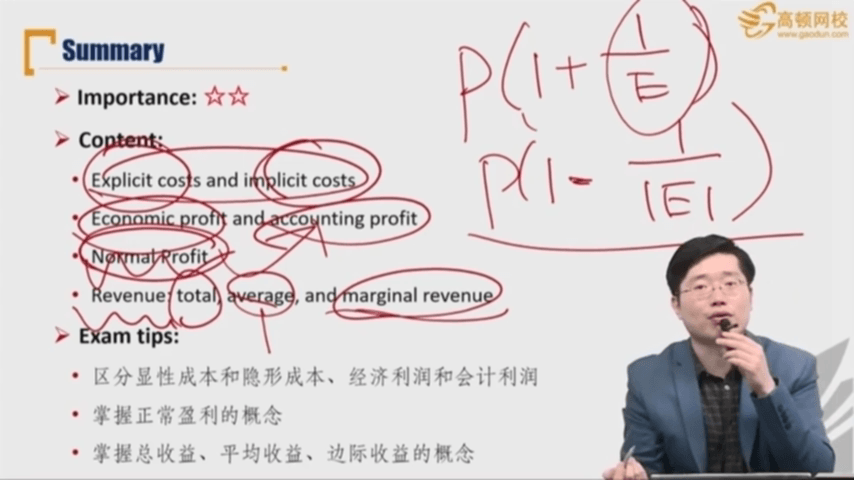 高顿网校
www.gaodun.com
Summary
P(1 + 1/E)
P(1 - 1/|E|)
Importance: ☆☆
Content:
Explicit costs and implicit costs
Economic profit and accounting profit
Normal Profit
Revenue: total, average, and marginal revenue
Exam tips:
区分显性成本和隐形成本、经济利润和会计利润
掌握正常盈利的概念
掌握总收益、平均收益、边际收益的概念